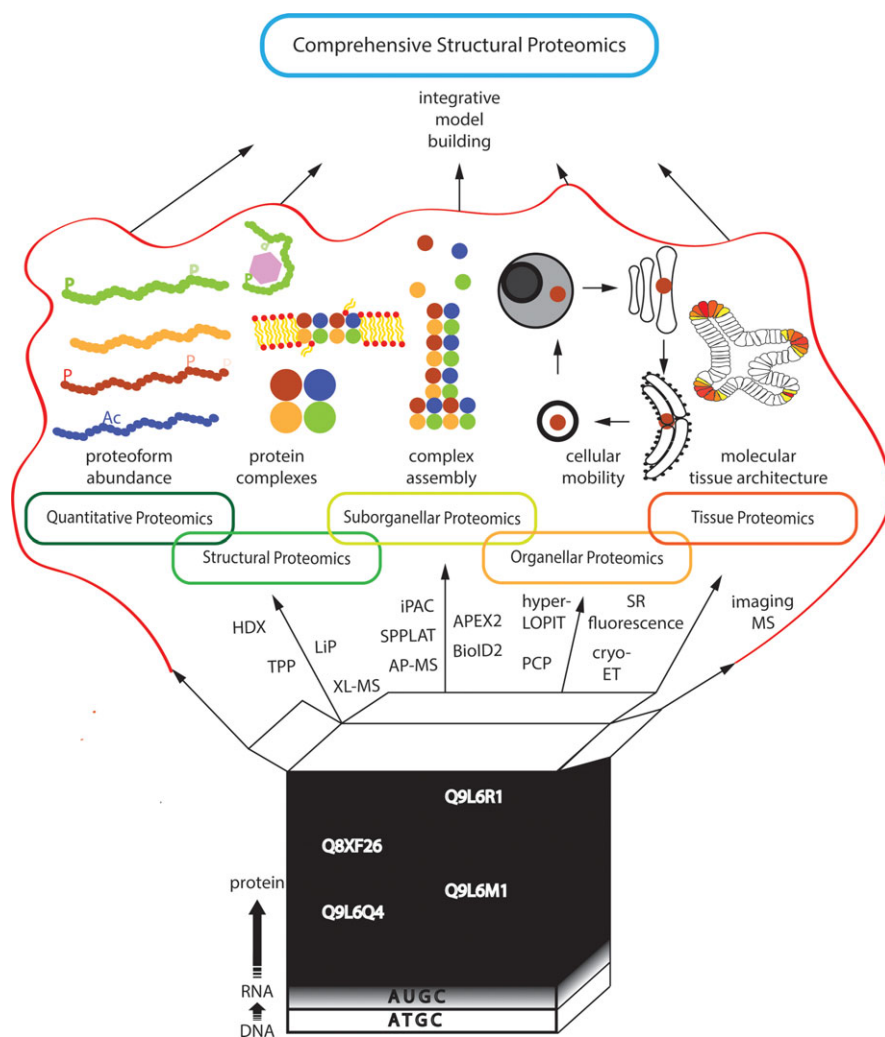 Comprehensive Structural Proteomics
integrative
model
building
P
P
P
P
P
P
P
Ac
proteoform
abundance
protein
complexes
complex
assembly
cellular
mobility
molecular
tissue architecture
Quantitative Proteomics
Suborganellar Proteomics
Tissue Proteomics
Structural Proteomics
Organellar Proteomics
HDX
TPP
LiP
XL-MS
iPAC
SPPLAT
AP-MS
APEX2
BioID2
hyper-
LOPIT
PCP
SR
fluorescence
cryo-
ET
imaging
MS
Q9L6R1
Q8XF26
Q9L6M1
Q9L6Q4
protein
RNA
DNA
AUGC
ATGC